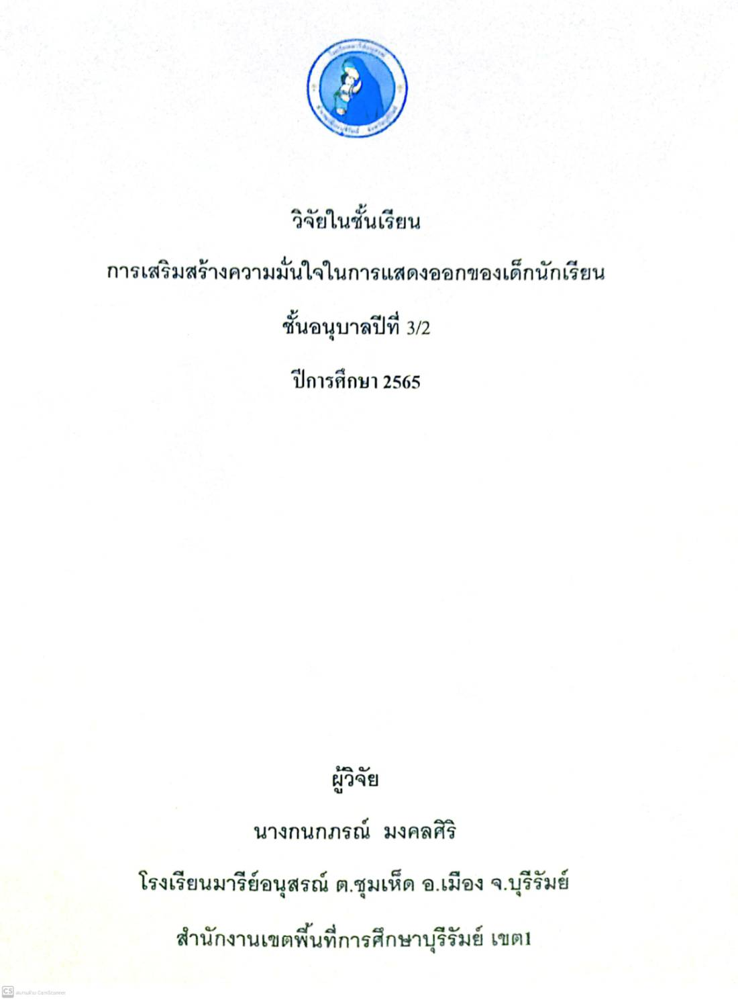 วิจัยในชั้นเรียน
การเสริมสร้างความมั่นใจในการแสดงออกของเด็กนักเรียน
ชั้นอนุบาลปีที่ 3/2
ปีการศึกษา 2565
ผู้วิจัย
นางกนกภรณ์ มงคลศิริ
โรงเรียนมารีย์อนุสรณ์ ต.ชุมเห็ด อ.เมือง จ.บุรีรัมย์
สำนักงานเขตพื้นที่การศึกษาบุรีรัมย์ เขต1
CS สแกนด้วย CamScanner